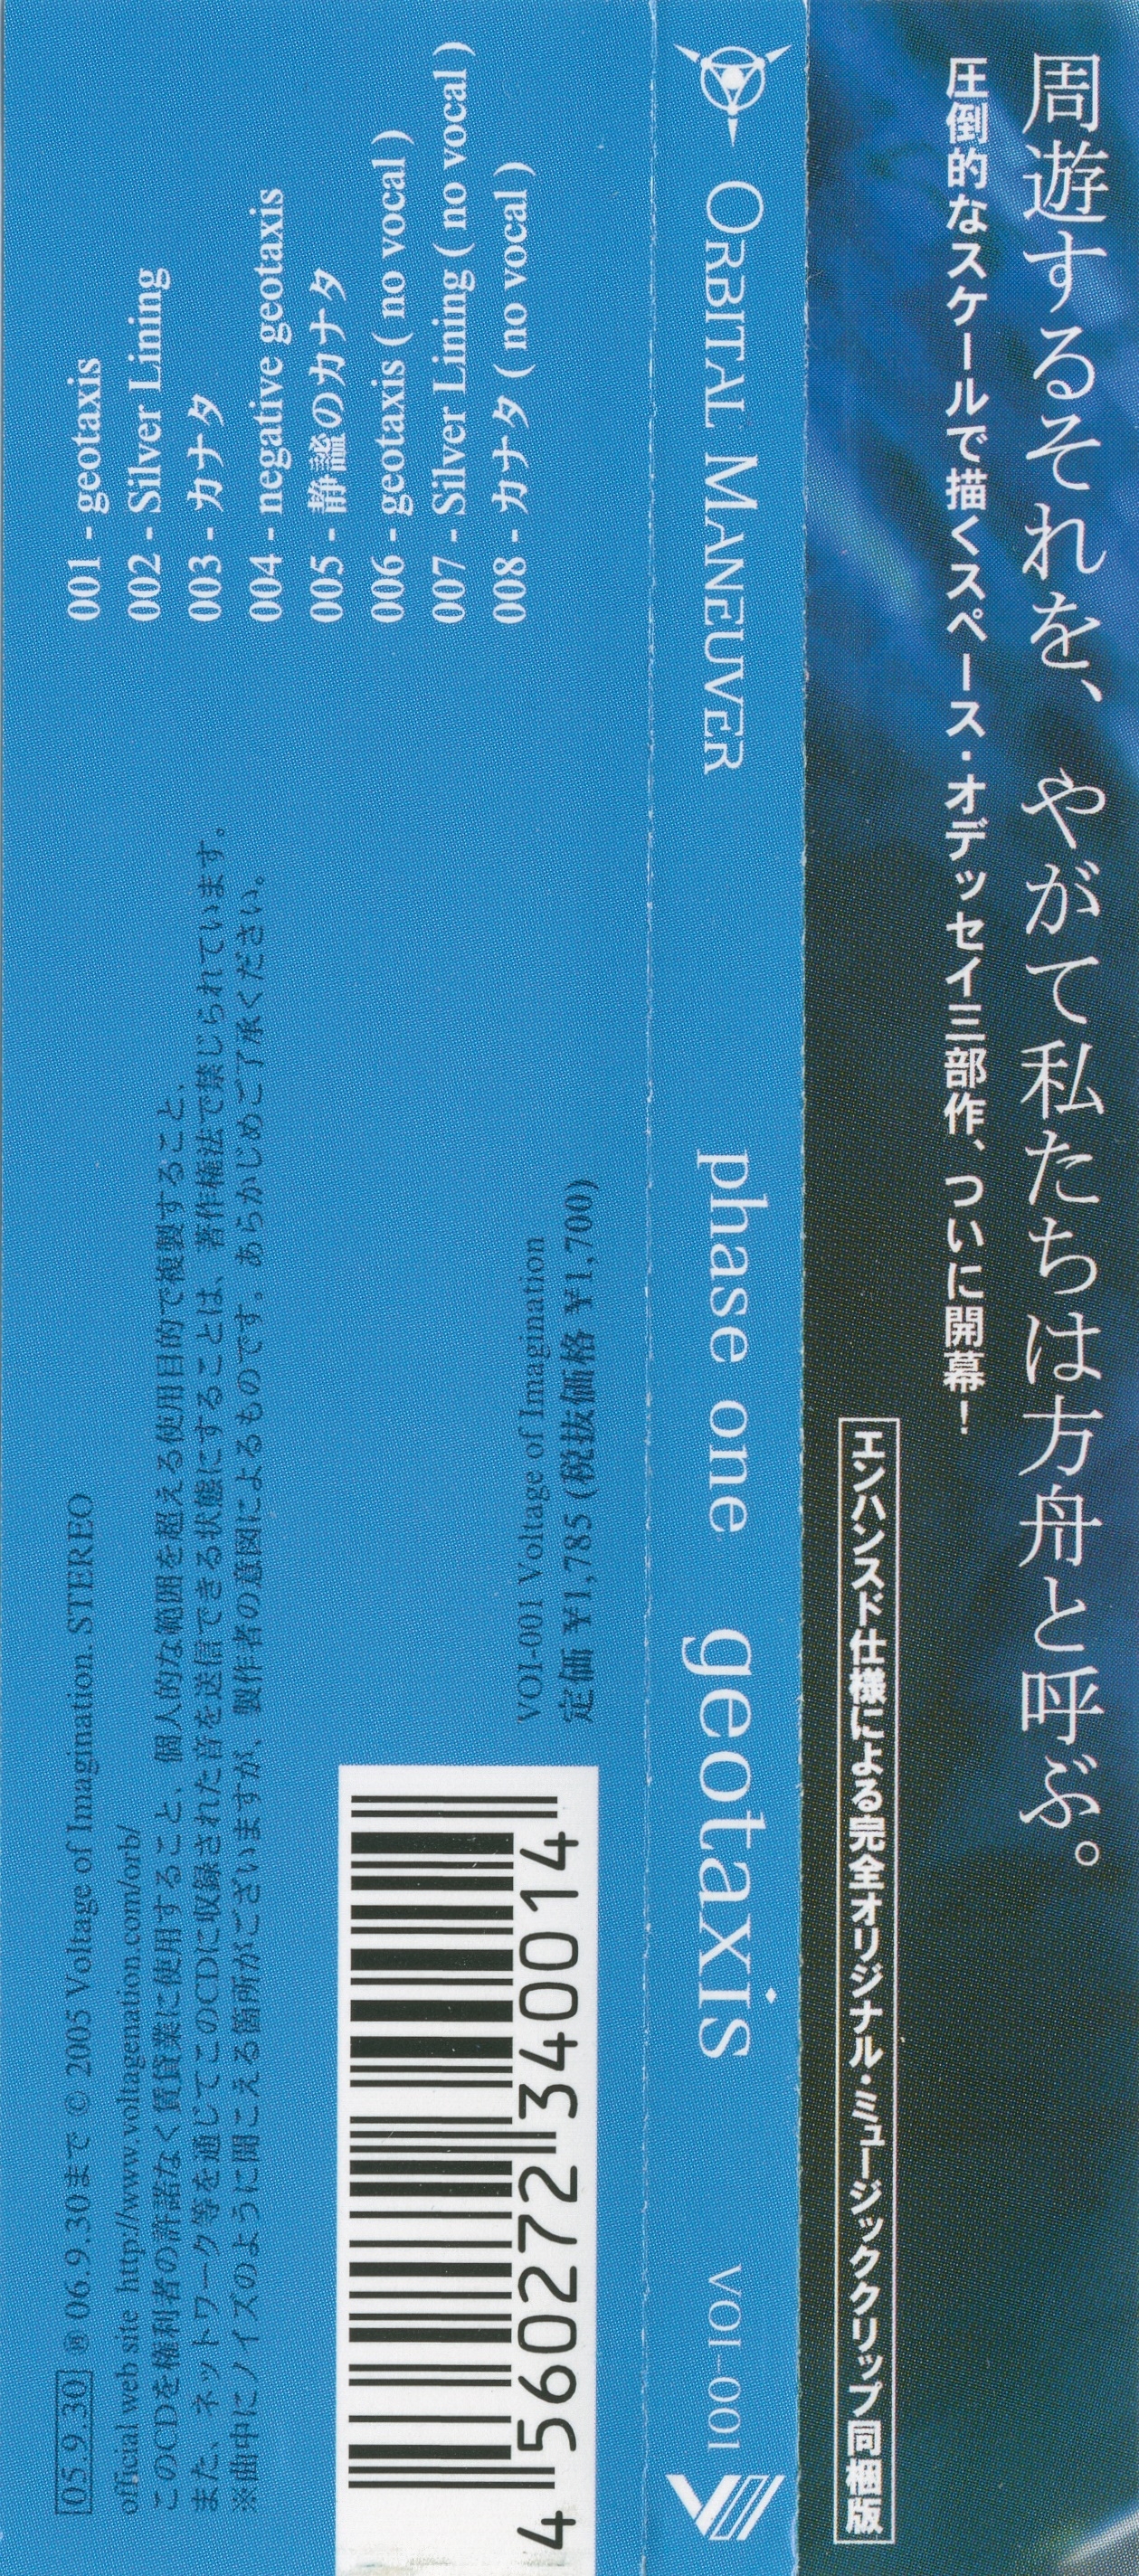 周遊するそれを、 やがて私たちは方舟と呼ぶ。
圧倒的なスケールで描くスペース・オデッセイ三部作、ついに開幕！
エンハンスド仕様による完全オリジナル・ミュージッククリップ同梱版
ORBITAL MANEUVER
phase one geotaxis
VOI-001
001 - geotaxis
002 - Silver Lining
003 - カナタ
004 - negative geotaxis
005 - 静謐のカナタ
006 - geotaxis ( no vocal )
007 - Silver Lining ( no vocal )
008 - カナタ ( no vocal )
05.9.30 ㊢ 06.9.30まで © 2005 Voltage of Imagination. STEREO
official web site http://www.voltagenation.com/orb/
このCDを権利者の許諾なく賃貸業に使用すること、個人的な範囲を超える使用目的で複製すること、
また、ネットワーク等を通じてこのCDに収録された音を送信できる状態にすることは、著作権法で禁じられています。
※曲中にノイズのように聞こえる箇所がございますが、製作者の意図によるものです。あらかじめご了承ください。
VOI-001 Voltage of Imagination
定価 ¥1,785 (税抜価格 ¥1,700)
4 560272 340014